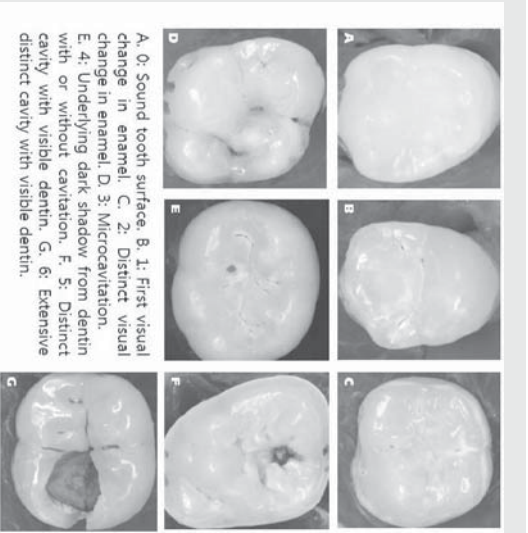 A
B
C
D
E
F
G
A. 0: Sound tooth surface. B. 1: First visual
change in enamel. C. 2: Distinct visual
change in enamel. D. 3: Microcavitation.
E. 4: Underlying dark shadow from dentin
with or without cavitation. F. 5: Distinct
cavity with visible dentin. G. 6: Extensive
distinct cavity with visible dentin.